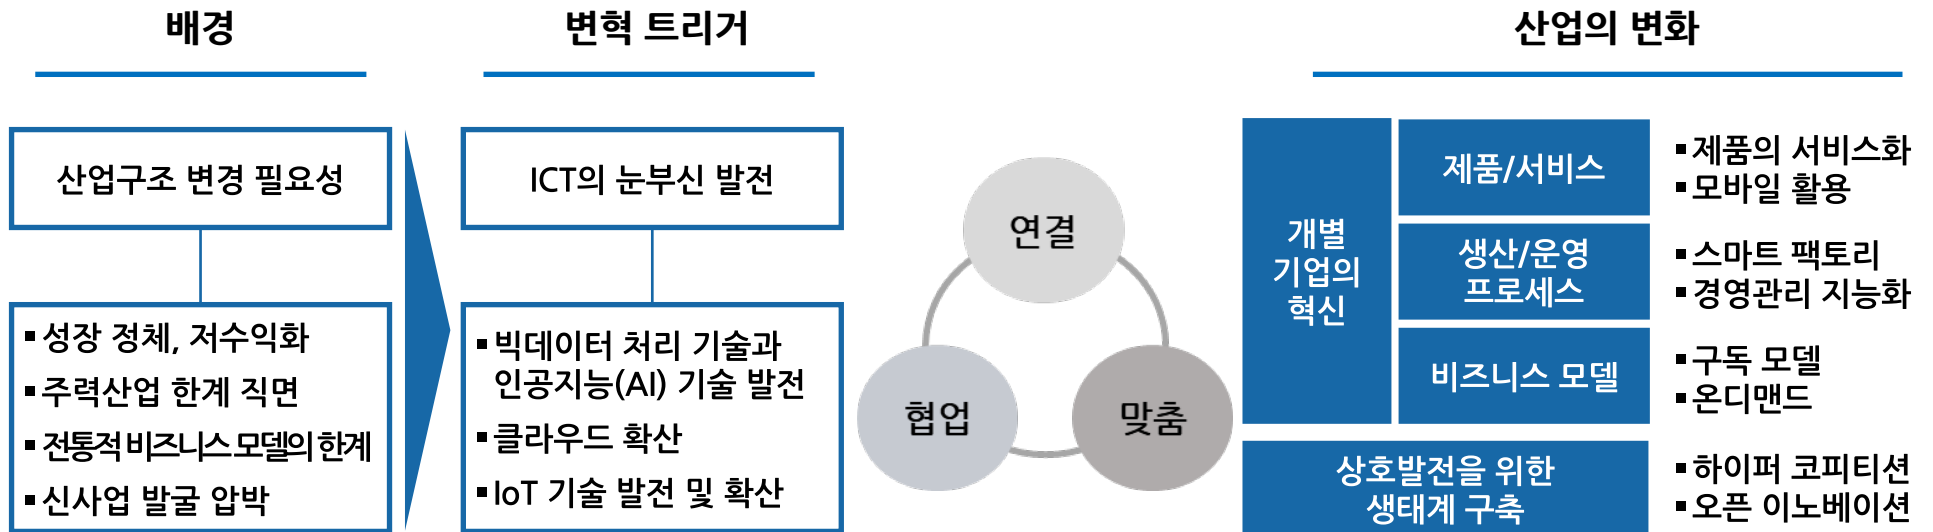 배경
산업구조 변경 필요성
▪성장 정체, 저수익화
▪주력산업 한계 직면
▪전통적 비즈니스 모델의 한계
▪신사업 발굴 압박
변혁 트리거
ICT의 눈부신 발전
▪빅데이터 처리 기술과
인공지능(AI) 기술 발전
▪클라우드 확산
▪IoT 기술 발전 및 확산
연결
협업
맞춤
산업의 변화
개별
기업의
혁신
제품/서비스
▪제품의 서비스화
▪모바일 활용
생산/운영
프로세스
▪스마트 팩토리
▪경영관리 지능화
비즈니스 모델
▪구독 모델
▪온디맨드
상호발전을 위한
생태계 구축
▪하이퍼 코피티션
▪오픈 이노베이션